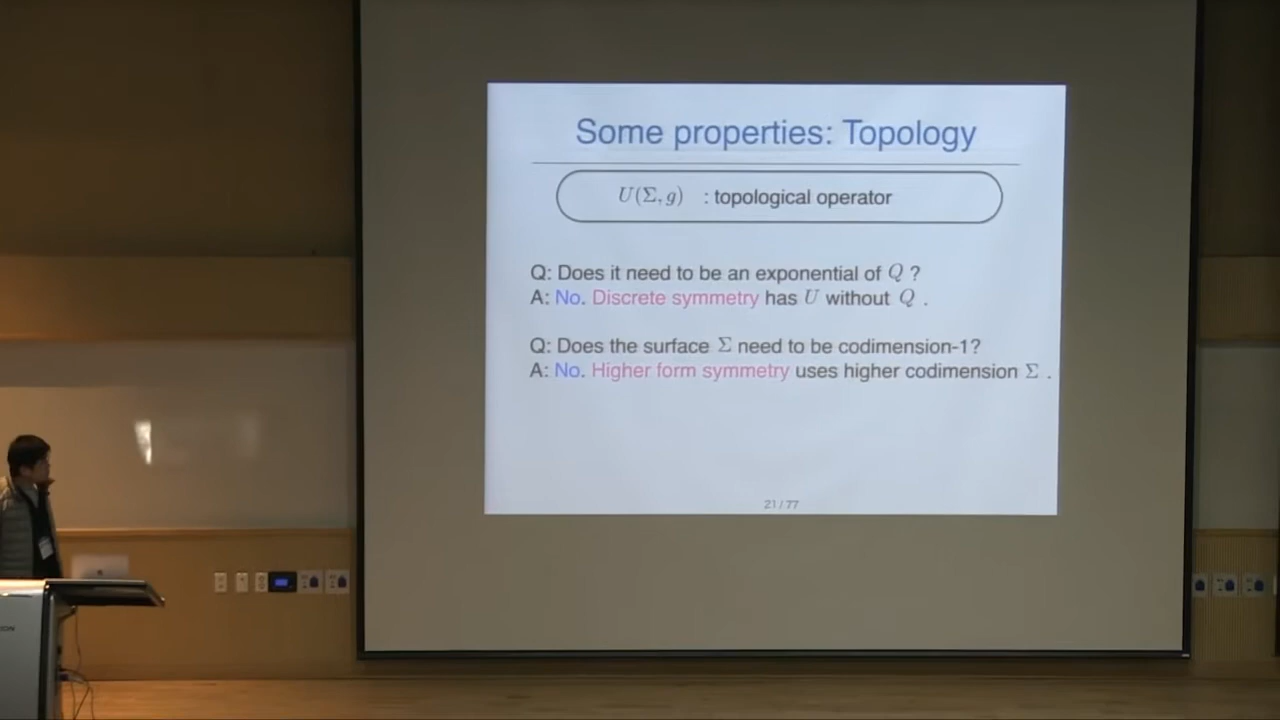 Some properties: Topology
U(Σ, g) : topological operator
Q: Does it need to be an exponential of Q ?
A: No. Discrete symmetry has U without Q .
Q: Does the surface Σ need to be codimension-1?
A: No. Higher form symmetry uses higher codimension Σ .
21 / 77